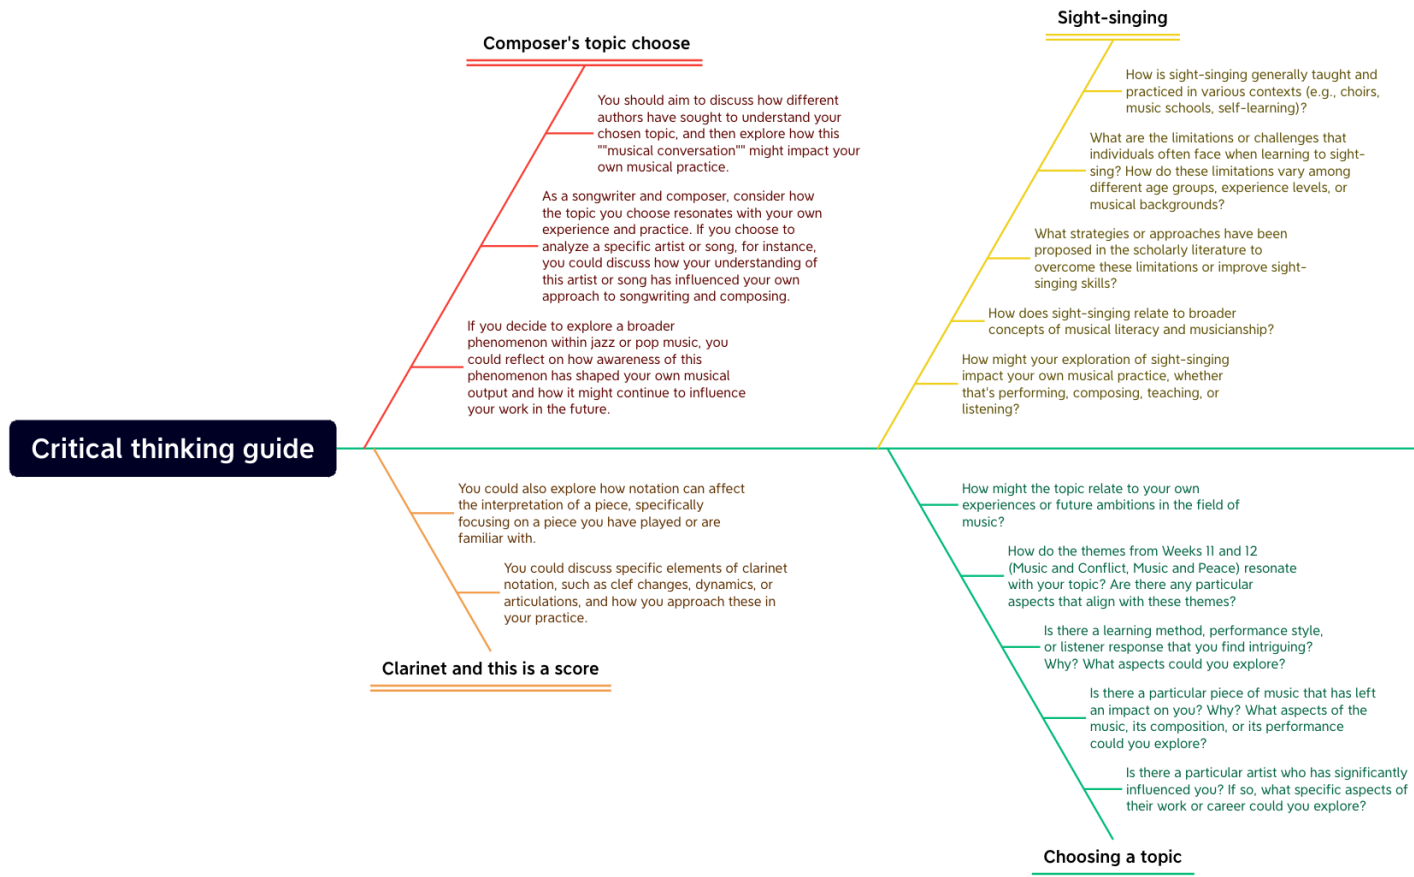 Critical thinking guide
Composer's topic choose
You should aim to discuss how different
authors have sought to understand your
chosen topic, and then explore how this
""musical conversation"" might impact your
own musical practice.
As a songwriter and composer, consider how
the topic you choose resonates with your own
experience and practice. If you choose to
analyze a specific artist or song, for instance,
you could discuss how your understanding of
this artist or song has influenced your own
approach to songwriting and composing.
If you decide to explore a broader
phenomenon within jazz or pop music, you
could reflect on how awareness of this
phenomenon has shaped your own musical
output and how it might continue to influence
your work in the future.
You could also explore how notation can affect
the interpretation of a piece, specifically
focusing on a piece you have played or are
familiar with.
You could discuss specific elements of clarinet
notation, such as clef changes, dynamics, or
articulations, and how you approach these in
your practice.
Clarinet and this is a score
Sight-singing
How is sight-singing generally taught and
practiced in various contexts (e.g., choirs,
music schools, self-learning)?
What are the limitations or challenges that
individuals often face when learning to sight-
sing? How do these limitations vary among
different age groups, experience levels, or
musical backgrounds?
What strategies or approaches have been
proposed in the scholarly literature to
overcome these limitations or improve sight-
singing skills?
How does sight-singing relate to broader
concepts of musical literacy and musicianship?
How might your exploration of sight-singing
impact your own musical practice, whether
that's performing, composing, teaching, or
listening?
How might the topic relate to your own
experiences or future ambitions in the field of
music?
How do the themes from Weeks 11 and 12
(Music and Conflict, Music and Peace) resonate
with your topic? Are there any particular
aspects that align with these themes?
Is there a learning method, performance style,
or listener response that you find intriguing?
Why? What aspects could you explore?
Is there a particular piece of music that has left
an impact on you? Why? What aspects of the
music, its composition, or its performance
could you explore?
Is there a particular artist who has significantly
influenced you? If so, what specific aspects of
their work or career could you explore?
Choosing a topic